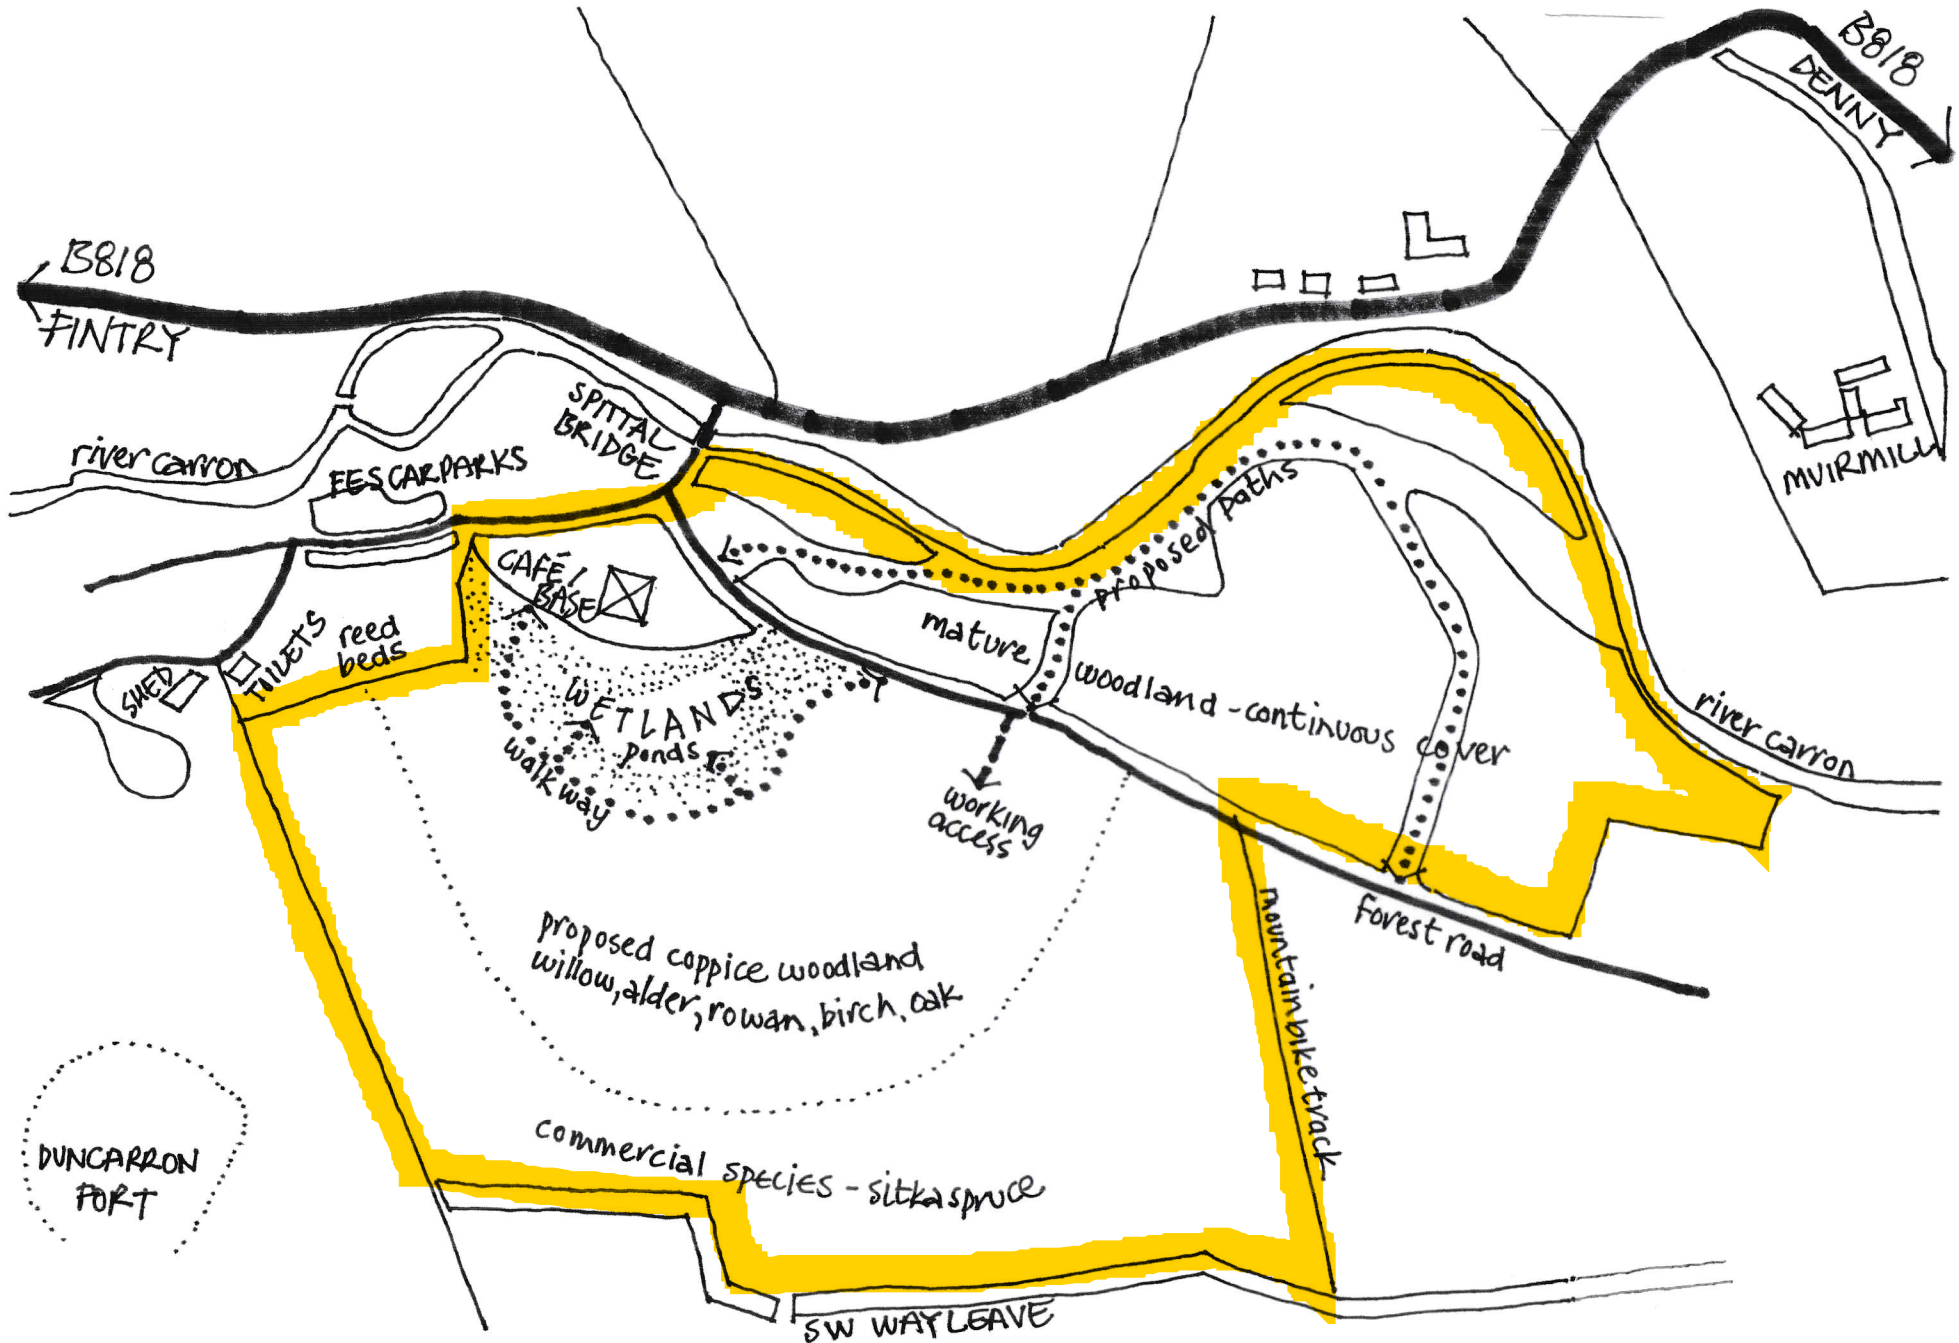 B818
DENNY
B818
FINTRY
SPITTAL
BRIDGE
river carron
FES CAR PARKS
MUIRMILL
proposed paths
CAFÉ /
BASE
TOILETS
reed
beds
SHED
mature
woodland - continuous cover
WETLANDS
ponds
walkway
river carron
working
access
forest road
mountain bike track
proposed coppice woodland
willow, alder, rowan, birch, oak
DUNCARRON
FORT
commercial species - sitka spruce
SW WAYLEAVE